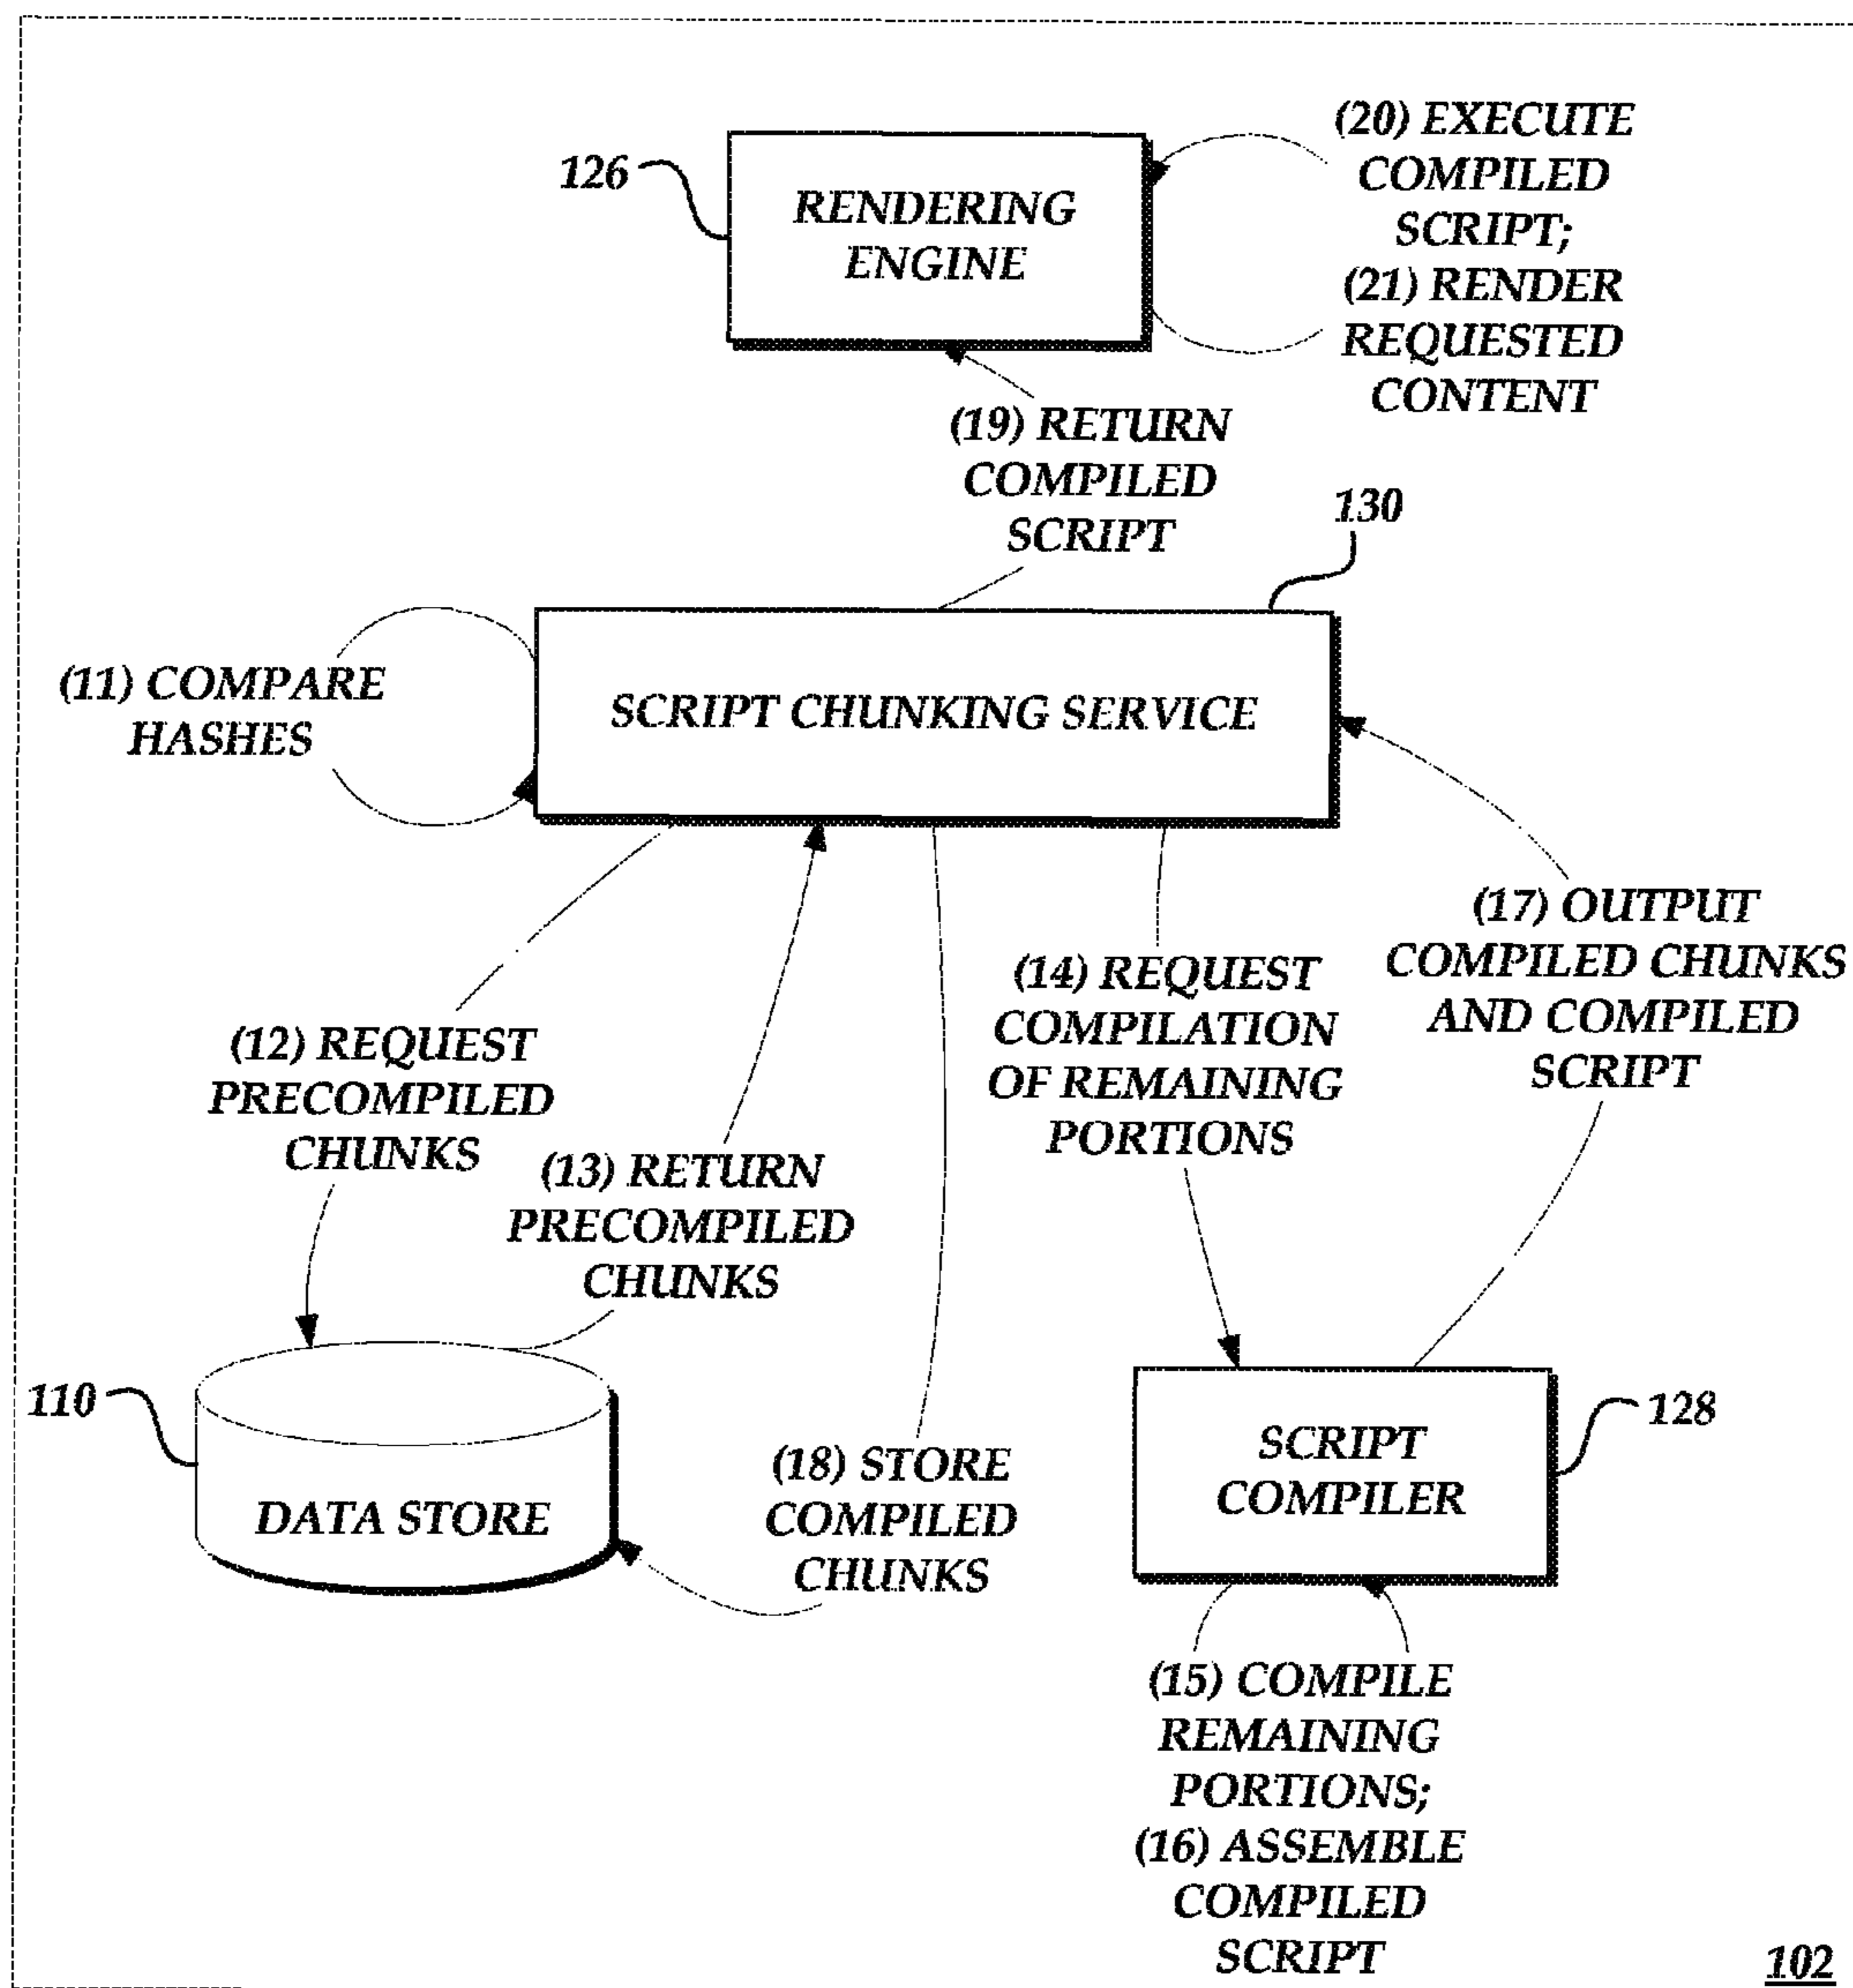 (20) EXECUTE
COMPILED
SCRIPT;
(21) RENDER
REQUESTED
CONTENT
126
RENDERING
ENGINE
(19) RETURN
COMPILED
SCRIPT
130
(11) COMPARE
HASHES
SCRIPT CHUNKING SERVICE
(17) OUTPUT
COMPILED CHUNKS
AND COMPILED
SCRIPT
(14) REQUEST
COMPILATION
OF REMAINING
PORTIONS
(12) REQUEST
PRECOMPILED
CHUNKS
(13) RETURN
PRECOMPILED
CHUNKS
110
DATA STORE
(18) STORE
COMPILED
CHUNKS
SCRIPT
COMPILER
128
(15) COMPILE
REMAINING
PORTIONS;
(16) ASSEMBLE
COMPILED
SCRIPT
102